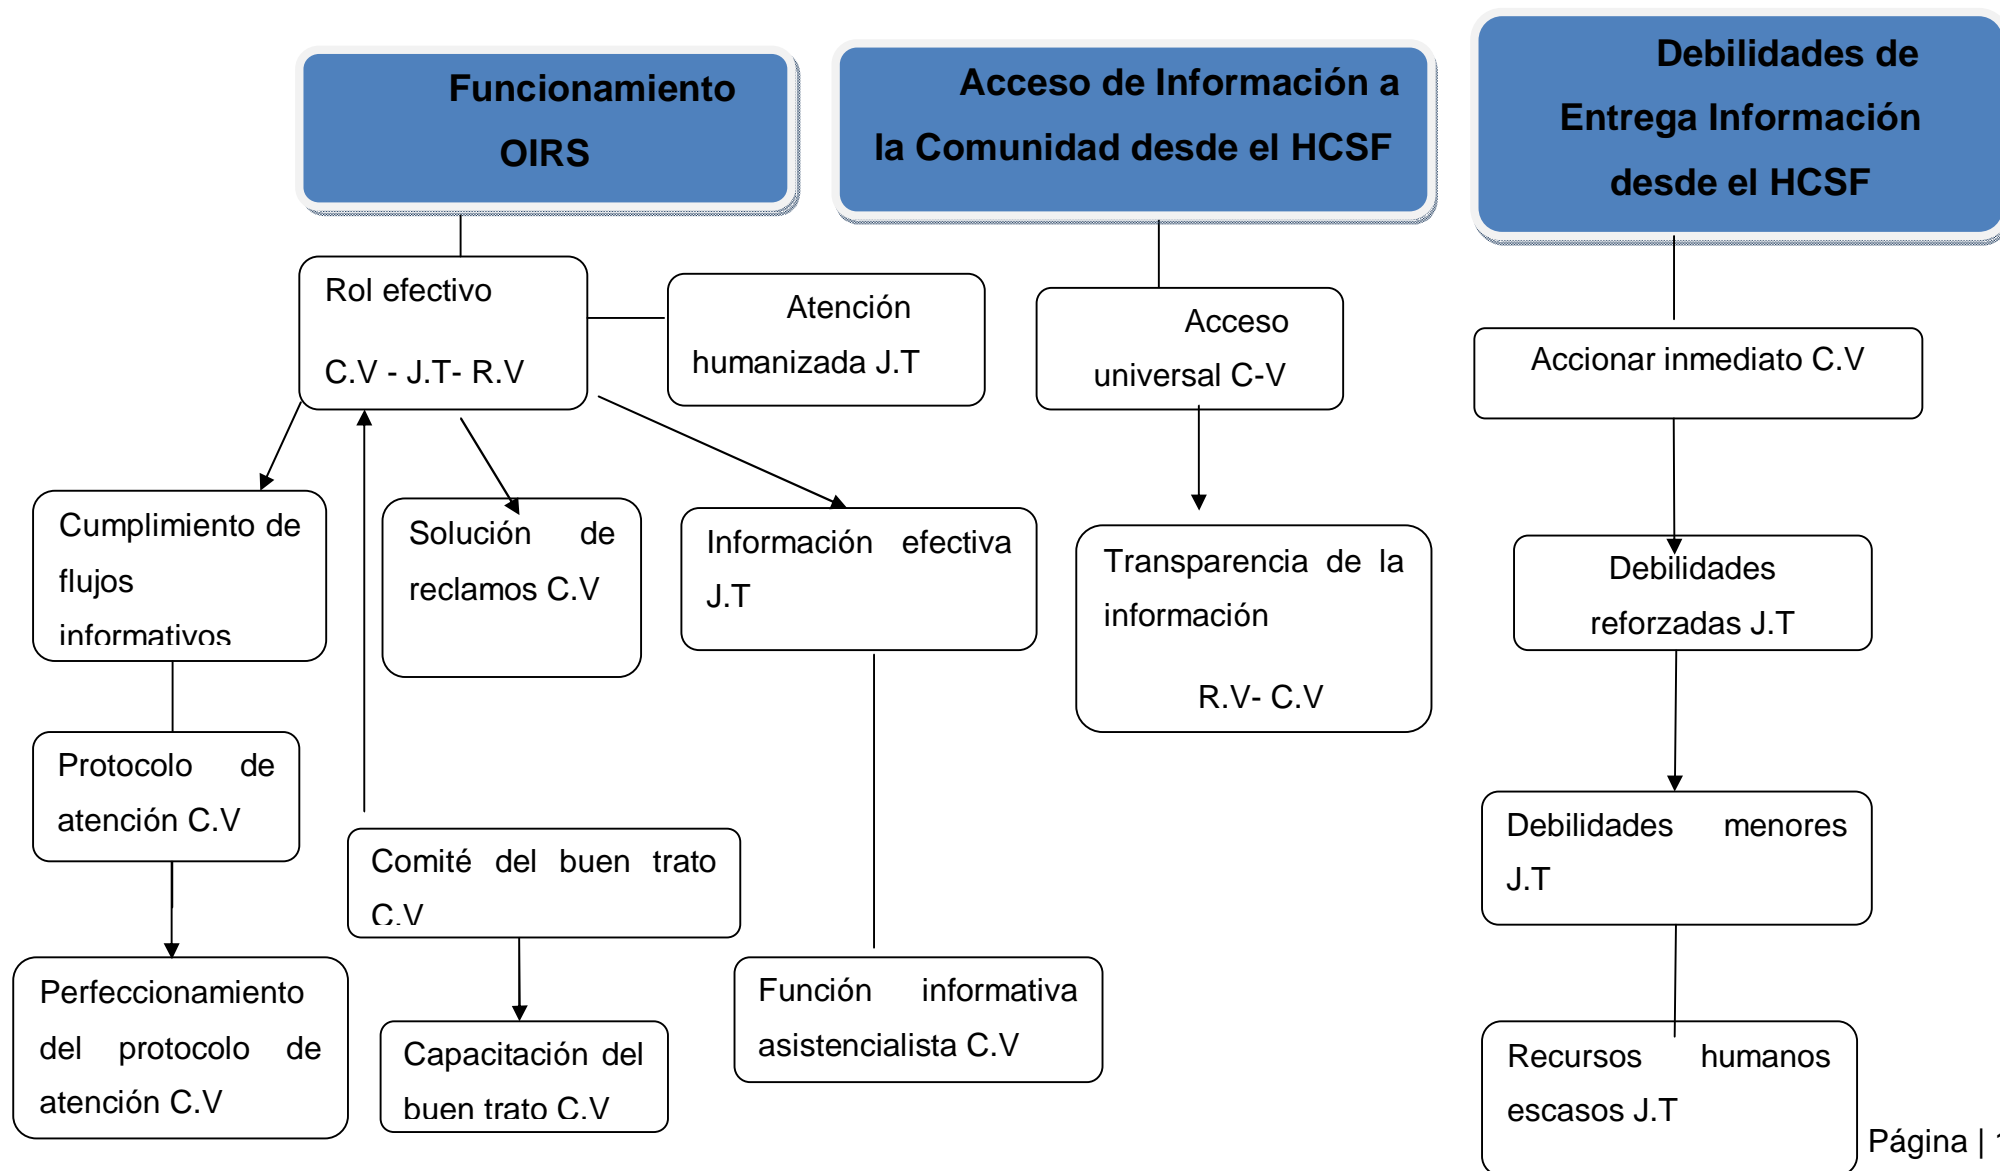 Funcionamiento
OIRS
Acceso de Información a
la Comunidad desde el HCSF
Debilidades de
Entrega Información
desde el HCSF
Rol efectivo
C.V - J.T- R.V
Atención
humanizada J.T
Acceso
universal C-V
Accionar inmediato C.V
Cumplimiento de
flujos
informativos
Solución de
reclamos C.V
Información efectiva
J.T
Transparencia de la
información
R.V- C.V
Debilidades
reforzadas J.T
Protocolo de
atención C.V
Comité del buen trato
C.V
Debilidades menores
J.T
Perfeccionamiento
del protocolo de
atención C.V
Capacitación del
buen trato C.V
Función informativa
asistencialista C.V
Recursos humanos
escasos J.T
Página |